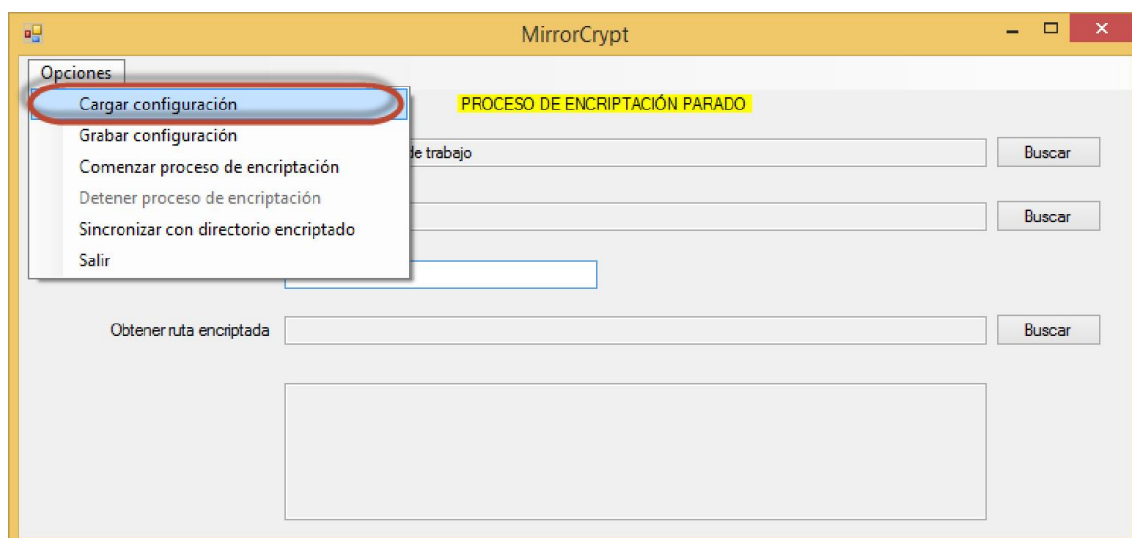 MirrorCrypt
Opciones
Cargar configuración
PROCESO DE ENCRIPTACIÓN PARADO
Grabar configuración
de trabajo
Buscar
Comenzar proceso de encriptación
Detener proceso de encriptación
Buscar
Sincronizar con directorio encriptado
Salir
Obtener ruta encriptada
Buscar